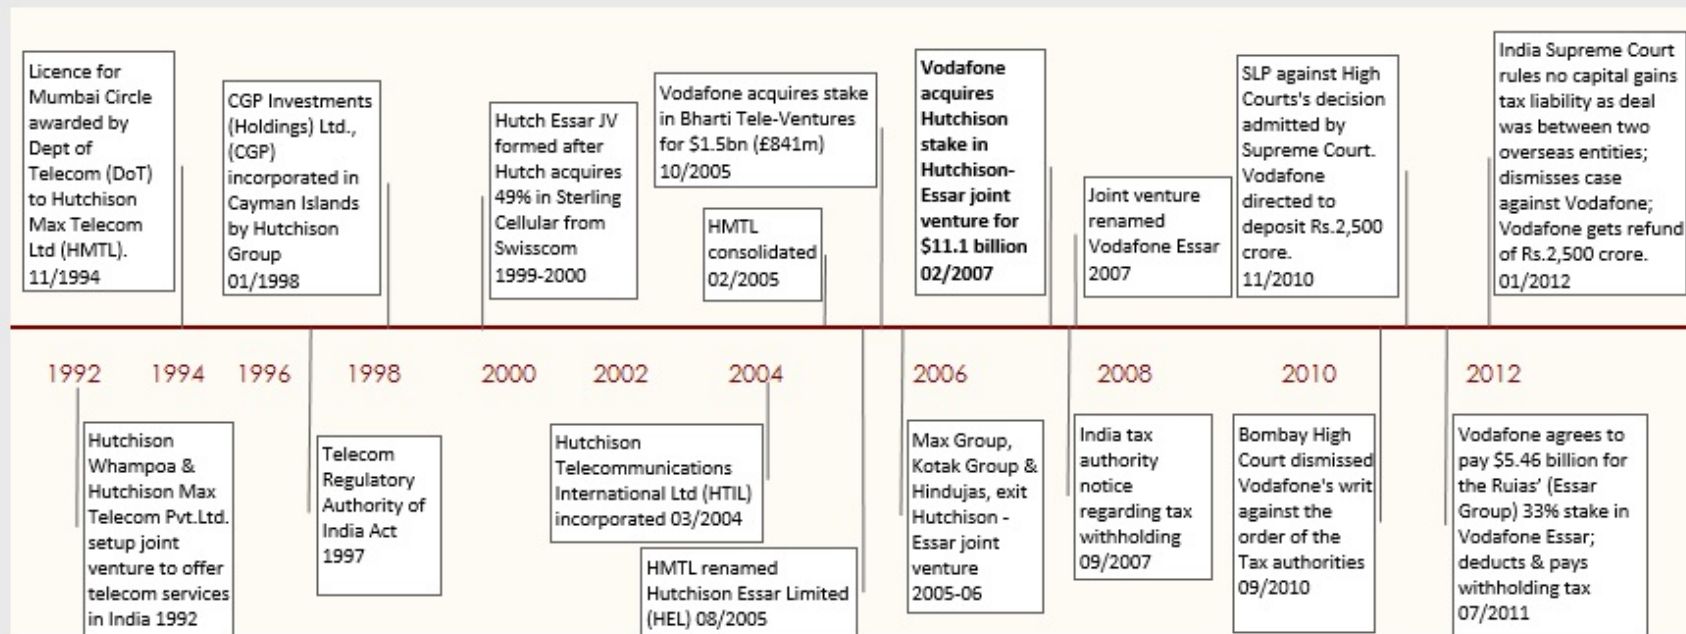 Licence for
Mumbai Circle
awarded by
Dept of
Telecom (DoT)
to Hutchison
Max Telecom
Ltd (HMTL).
11/1994
CGP Investments
(Holdings) Ltd.,
(CGP)
incorporated in
Cayman Islands
by Hutchison
Group
01/1998
Hutch Essar JV
formed after
Hutch acquires
49% in Sterling
Cellular from
Swisscom
1999-2000
Vodafone acquires stake
in Bharti Tele-Ventures
for $1.5bn (£841m)
10/2005
HMTL
consolidated
02/2005
Vodafone
acquires
Hutchison
stake in
Hutchison-
Essar joint
venture for
$11.1 billion
02/2007
Joint venture
renamed
Vodafone Essar
2007
SLP against High
Courts's decision
admitted by
Supreme Court.
Vodafone
directed to
deposit Rs.2,500
crore.
11/2010
India Supreme Court
rules no capital gains
tax liability as deal
was between two
overseas entities;
dismisses case
against Vodafone;
Vodafone gets refund
of Rs.2,500 crore.
01/2012
1992 1994 1996 1998 2000 2002 2004 2006 2008 2010 2012
Hutchison
Whampoa &
Hutchison Max
Telecom Pvt.Ltd.
setup joint
venture to offer
telecom services
in India 1992
Telecom
Regulatory
Authority of
India Act
1997
Hutchison
Telecommunications
International Ltd (HTIL)
incorporated 03/2004
HMTL renamed
Hutchison Essar Limited
(HEL) 08/2005
Max Group,
Kotak Group &
Hindujas, exit
Hutchison -
Essar joint
venture
2005-06
India tax
authority
notice
regarding tax
withholding
09/2007
Bombay High
Court dismissed
Vodafone's writ
against the
order of the
Tax authorities
09/2010
Vodafone agrees to
pay $5.46 billion for
the Ruias' (Essar
Group) 33% stake in
Vodafone Essar;
deducts & pays
withholding tax
07/2011